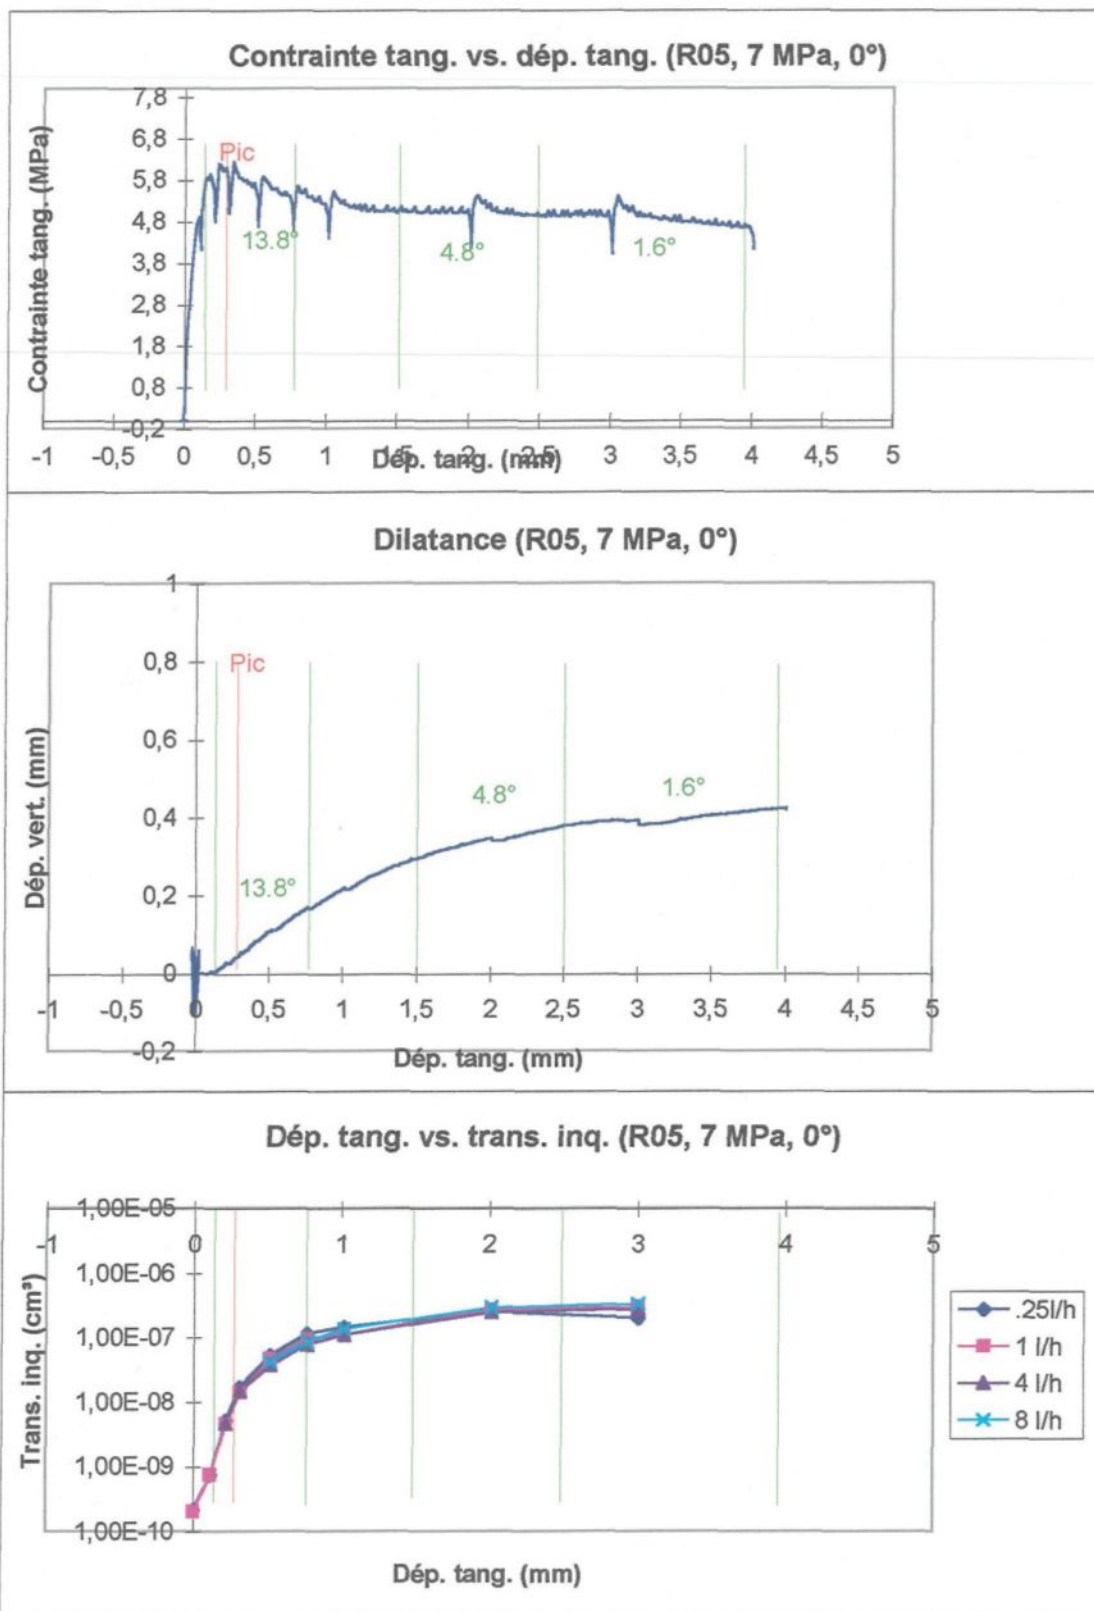 Contrainte tang. vs. dép. tang. (R05, 7 MPa, 0°)
Contrainte tang. (MPa)
7,8
6,8
5,8
4,8
3,8
2,8
1,8
0,8
-0,2
Pic
13.8°
4.8°
1.6°
-1 -0,5 0 0,5 1 1,5 2 2,5 3 3,5 4 4,5 5
Dép. tang. (mm)
Dilatance (R05, 7 MPa, 0°)
Dép. vert. (mm)
1
0,8
0,6
0,4
0,2
0
-0,2
Pic
4.8°
1.6°
13.8°
-1 -0,5 0 0,5 1 1,5 2 2,5 3 3,5 4 4,5 5
Dép. tang. (mm)
Dép. tang. vs. trans. inq. (R05, 7 MPa, 0°)
Trans. inq. (cm³)
1,00E-05
-1 0 1 2 3 4 5
1,00E-06
1,00E-07
1,00E-08
1,00E-09
1,00E-10
.25l/h
1 l/h
4 l/h
8 l/h
Dép. tang. (mm)